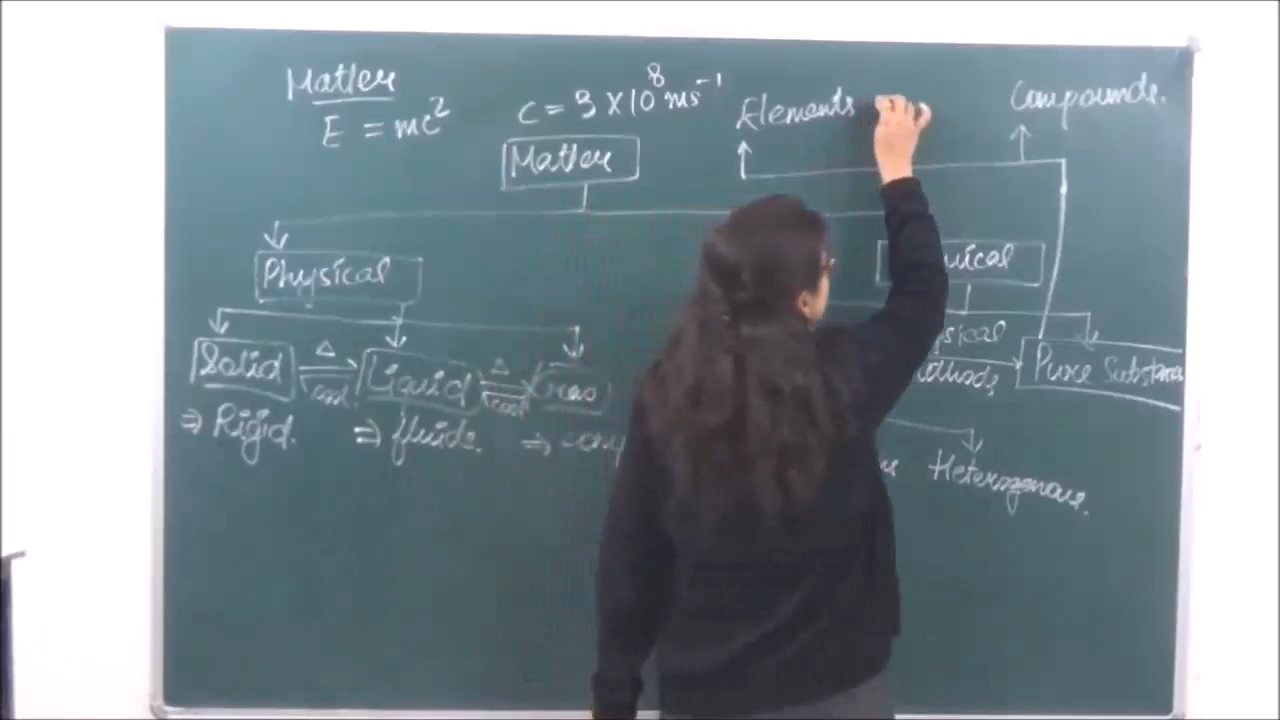 Matter
E = mc²
C = 3 × 10⁸ ms⁻¹
Elements
Compounds.
Matter
Physical
Solid
Δ
cool
Liquid
Δ
cool
Gas
Pure Substance
⇒ Rigid.
⇒ fluids.
⇒
Heterogenous.